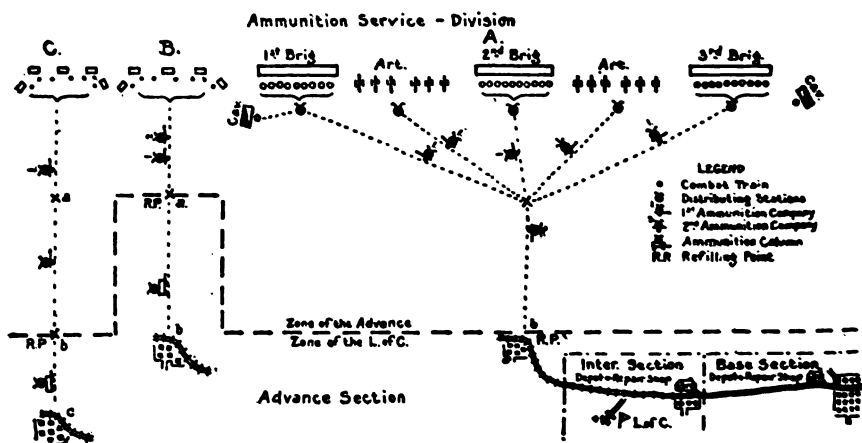 Ammunition Service - Division
C.
B.
A.
1st Brig
Art.
2nd Brig
Art.
3rd Brig
Cav
Cav
LEGEND
Combat Train
Distributing Stations
1st Ammunition Company
2nd Ammunition Company
Ammunition Column
R.P. Refilling Point
a
R.P.
a.
R.P.
b
b
b
R.P.
c
Zone of the Advance
Zone of the L. of C.
Advance Section
Inter. Section
Depot & Repair Shop
Base Section
Depot & Repair Shop
L. of C.